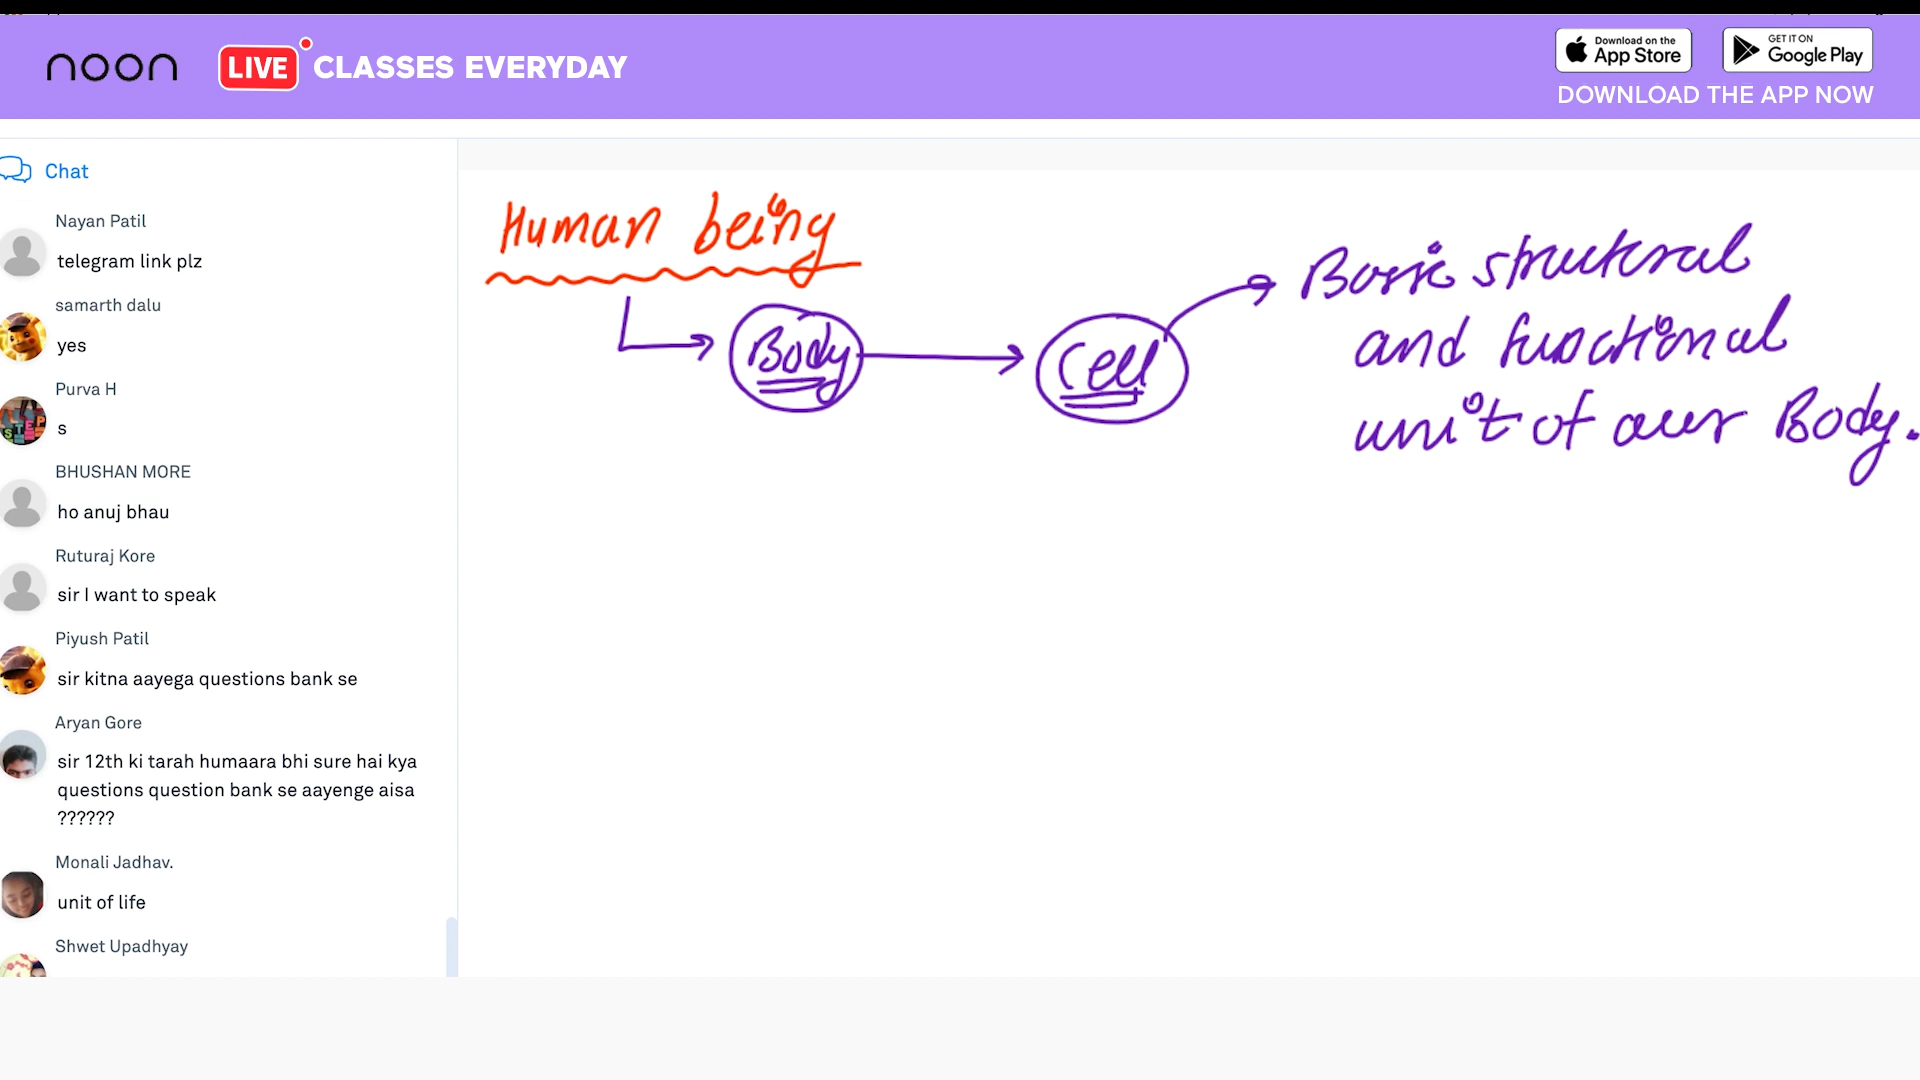 noon LIVE CLASSES EVERYDAY
Download on the
App Store
GET IT ON
Google Play
DOWNLOAD THE APP NOW
Chat
Nayan Patil
telegram link plz
samarth dalu
yes
Purva H
s
BHUSHAN MORE
ho anuj bhau
Ruturaj Kore
sir I want to speak
Piyush Patil
sir kitna aayega questions bank se
Aryan Gore
sir 12th ki tarah humaara bhi sure hai kya
questions question bank se aayenge aisa
??????
Monali Jadhav.
unit of life
Shwet Upadhyay
Human being
Body
Cell
Basic structural
and functional
unit of our Body.